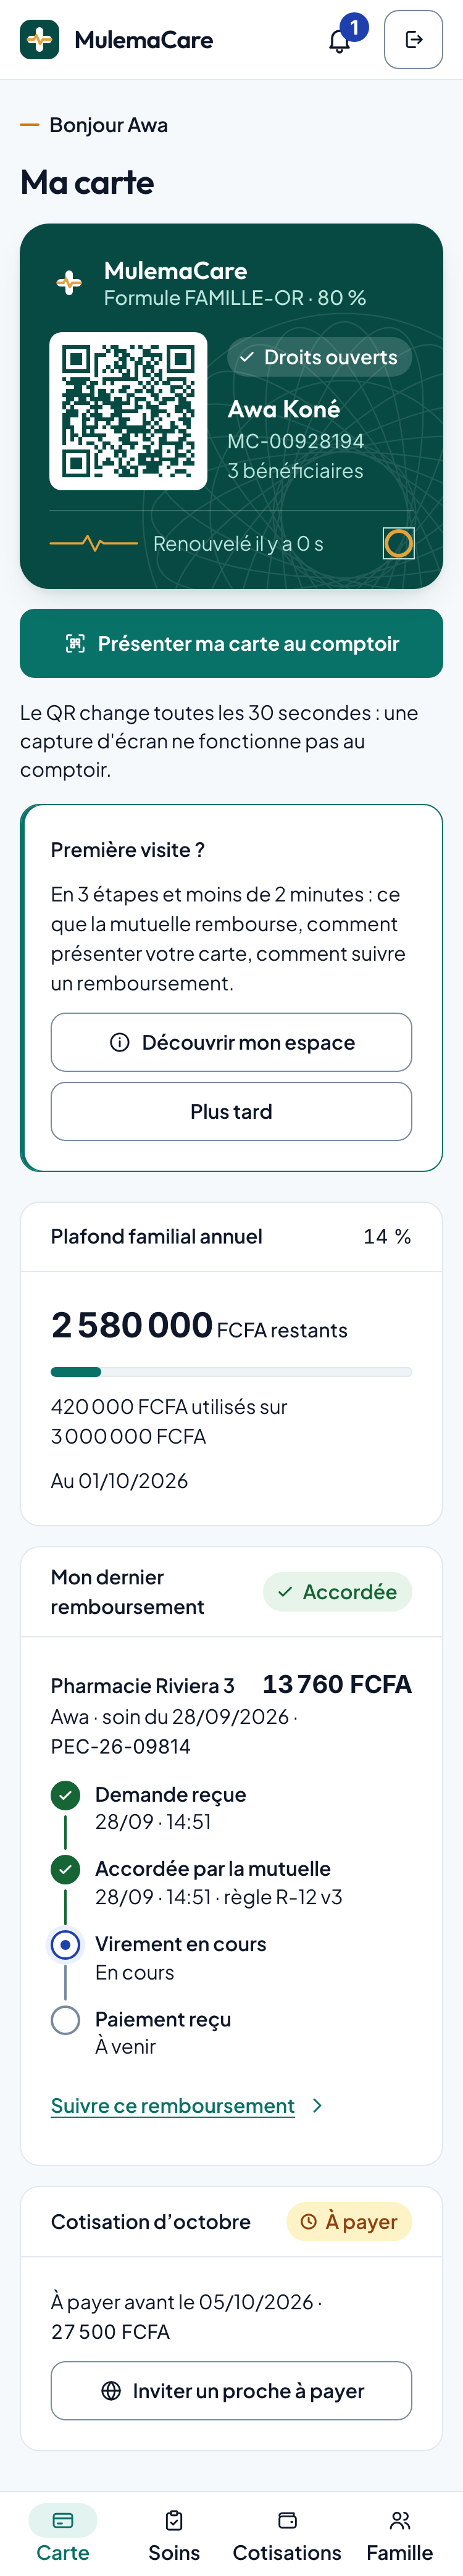 MulemaCare
1
Bonjour Awa
Ma carte
MulemaCare
Formule FAMILLE-OR · 80 %
Droits ouverts
Awa Koné
MC-00928194
3 bénéficiaires
Renouvelé il y a 0 s
Présenter ma carte au comptoir
Le QR change toutes les 30 secondes : une
capture d'écran ne fonctionne pas au
comptoir.
Première visite ?
En 3 étapes et moins de 2 minutes : ce
que la mutuelle rembourse, comment
présenter votre carte, comment suivre
un remboursement.
Découvrir mon espace
Plus tard
Plafond familial annuel 14 %
2 580 000 FCFA restants
420 000 FCFA utilisés sur
3 000 000 FCFA
Au 01/10/2026
Mon dernier
remboursement
Accordée
Pharmacie Riviera 3 13 760 FCFA
Awa · soin du 28/09/2026 ·
PEC-26-09814
Demande reçue
28/09 · 14:51
Accordée par la mutuelle
28/09 · 14:51 · règle R-12 v3
Virement en cours
En cours
Paiement reçu
À venir
Suivre ce remboursement
Cotisation d’octobre À payer
À payer avant le 05/10/2026 ·
27 500 FCFA
Inviter un proche à payer
Carte Soins Cotisations Famille